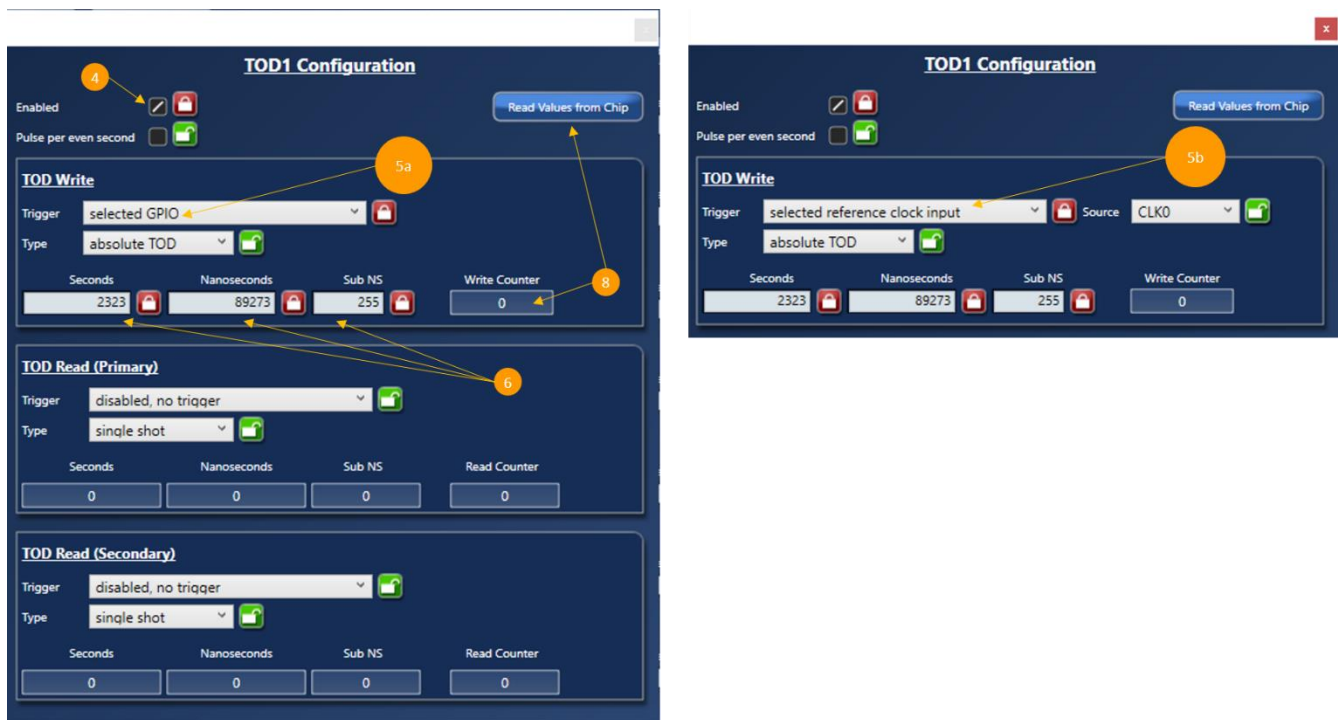 TOD1 Configuration
4
Enabled
Read Values from Chip
Pulse per even second
5a
TOD Write
Trigger selected GPIO
Type absolute TOD
Seconds Nanoseconds Sub NS Write Counter
2323 89273 255 0
8
TOD Read (Primary)
6
Trigger disabled, no trigger
Type single shot
Seconds Nanoseconds Sub NS Read Counter
0 0 0 0
TOD Read (Secondary)
Trigger disabled, no trigger
Type single shot
Seconds Nanoseconds Sub NS Read Counter
0 0 0 0
x
TOD1 Configuration
Enabled
Read Values from Chip
Pulse per even second
5b
TOD Write
Trigger selected reference clock input Source CLK0
Type absolute TOD
Seconds Nanoseconds Sub NS Write Counter
2323 89273 255 0